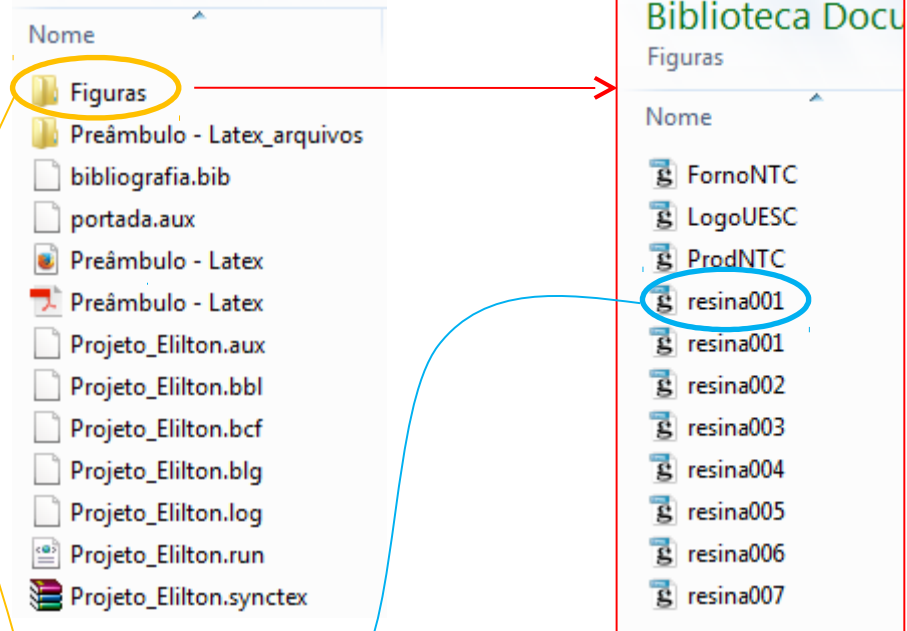 Nome
Figuras
Preâmbulo - Latex_arquivos
bibliografia.bib
portada.aux
Preâmbulo - Latex
Preâmbulo - Latex
Projeto_Elilton.aux
Projeto_Elilton.bbl
Projeto_Elilton.bcf
Projeto_Elilton.blg
Projeto_Elilton.log
Projeto_Elilton.run
Projeto_Elilton.synctex
Biblioteca Docu
Figuras
Nome
FornoNTC
LogoUESC
ProdNTC
resina001
resina001
resina002
resina003
resina004
resina005
resina006
resina007